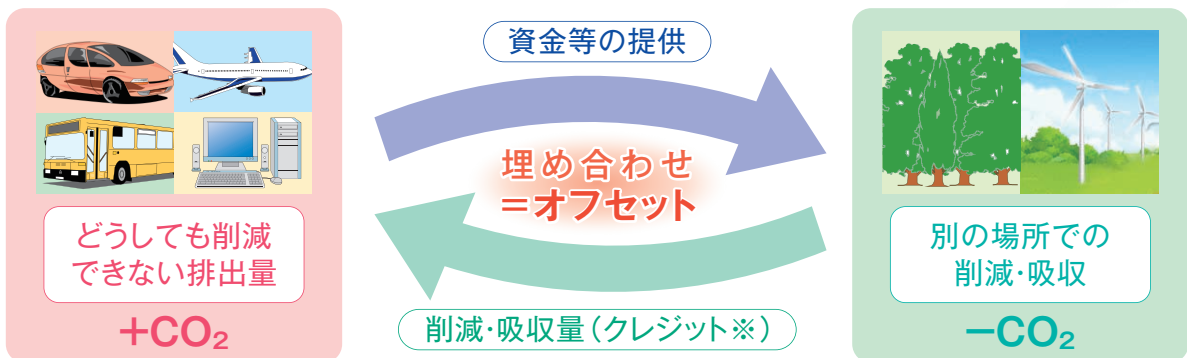 資金等の提供
埋め合わせ
＝オフセット
どうしても削減
できない排出量
＋CO₂
削減・吸収量（クレジット※）
別の場所での
削減・吸収
－CO₂